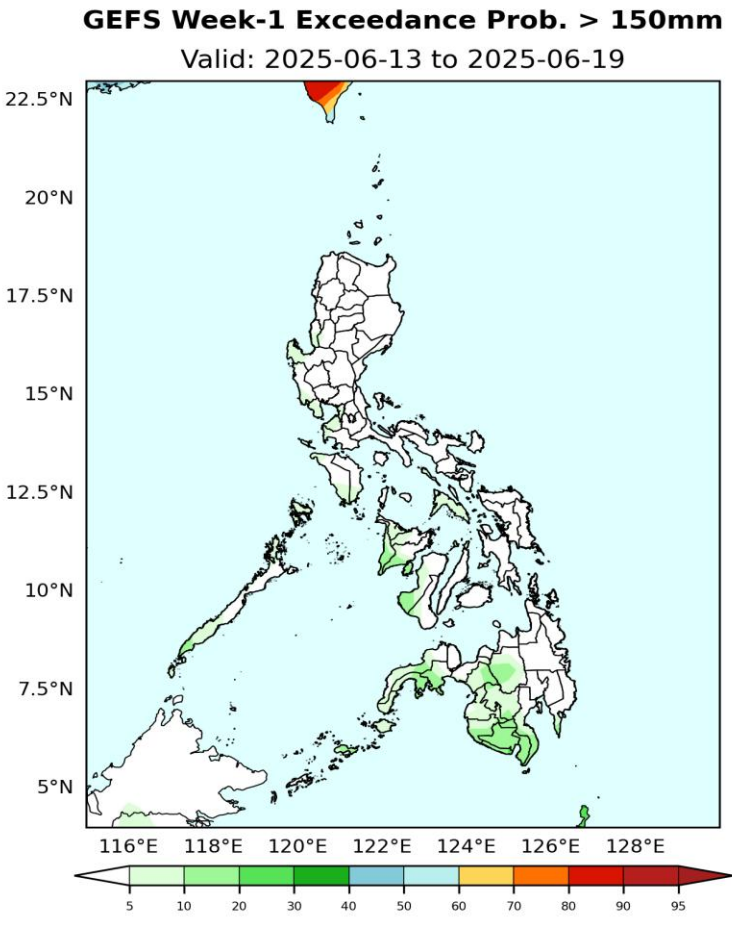 GEFS Week-1 Exceedance Prob. > 150mm
Valid: 2025-06-13 to 2025-06-19
22.5°N
20°N
17.5°N
15°N
12.5°N
10°N
7.5°N
5°N
116°E 118°E 120°E 122°E 124°E 126°E 128°E
5 10 20 30 40 50 60 70 80 90 95